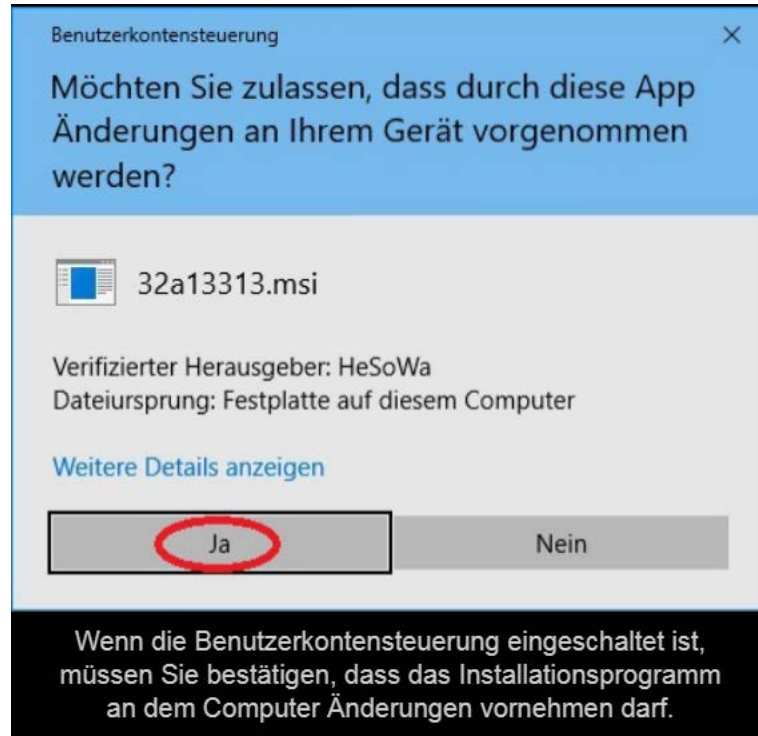 Benutzerkontensteuerung
Möchten Sie zulassen, dass durch diese App
Änderungen an Ihrem Gerät vorgenommen
werden?
32a13313.msi
Verifizierter Herausgeber: HeSoWa
Dateiursprung: Festplatte auf diesem Computer
Weitere Details anzeigen
Ja Nein
Wenn die Benutzerkontensteuerung eingeschaltet ist,
müssen Sie bestätigen, dass das Installationsprogramm
an dem Computer Änderungen vornehmen darf.